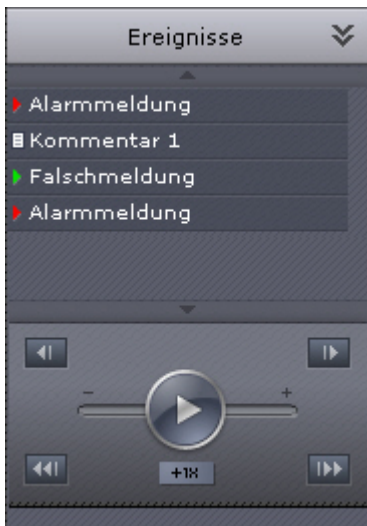 Ereignisse
Alarmmeldung
Kommentar 1
Falschmeldung
Alarmmeldung
- +
+1x